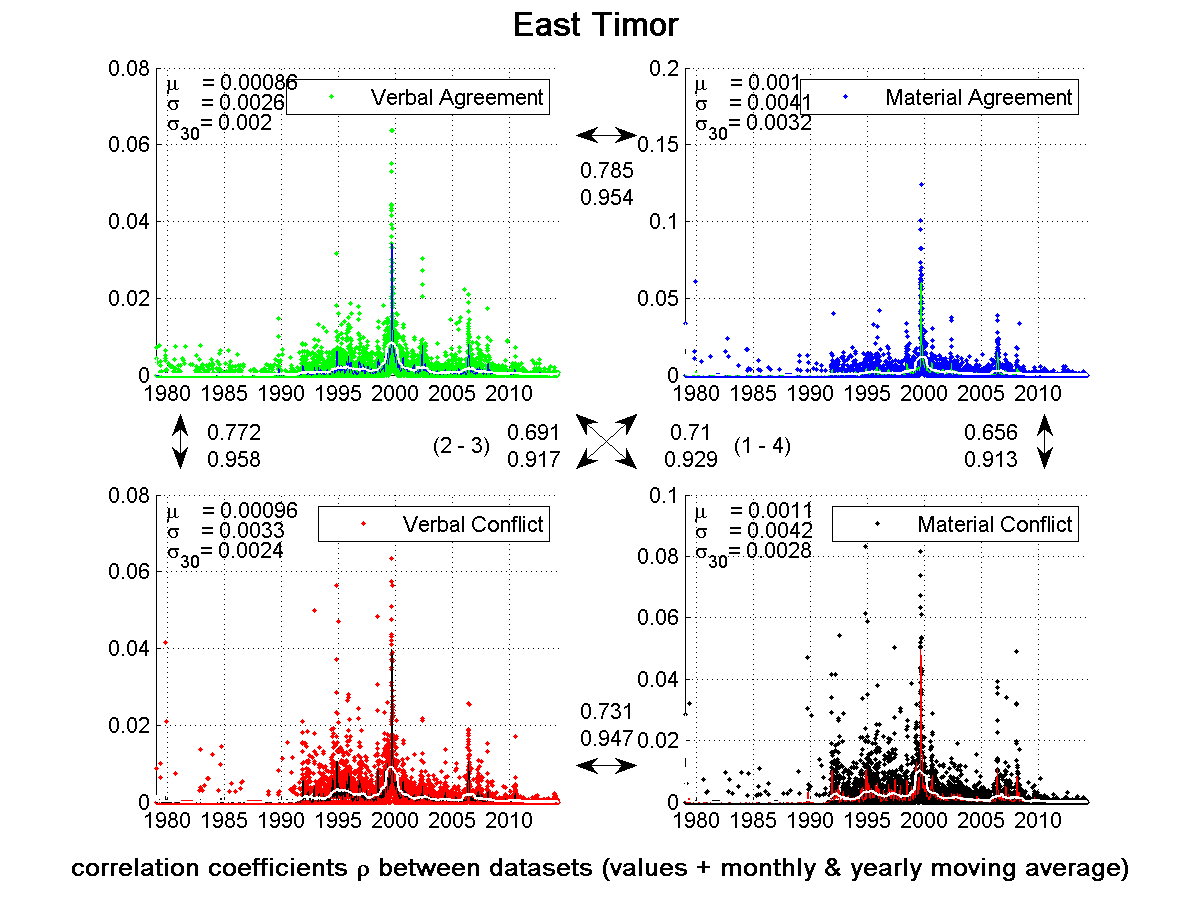 East Timor
0.08
0.06
0.04
0.02
0
μ = 0.00086
σ = 0.0026
σ30= 0.002
Verbal Agreement
1980 1985 1990 1995 2000 2005 2010
0.785
0.954
0.2
0.15
0.1
0.05
0
μ = 0.001
σ = 0.0041
σ30= 0.0032
Material Agreement
1980 1985 1990 1995 2000 2005 2010
0.772
0.958
(2 - 3)
0.691
0.917
0.71
0.929
(1 - 4)
0.656
0.913
0.08
0.06
0.04
0.02
0
μ = 0.00096
σ = 0.0033
σ30= 0.0024
Verbal Conflict
1980 1985 1990 1995 2000 2005 2010
0.731
0.947
0.1
0.08
0.06
0.04
0.02
0
μ = 0.0011
σ = 0.0042
σ30= 0.0028
Material Conflict
1980 1985 1990 1995 2000 2005 2010
correlation coefficients ρ between datasets (values + monthly & yearly moving average)